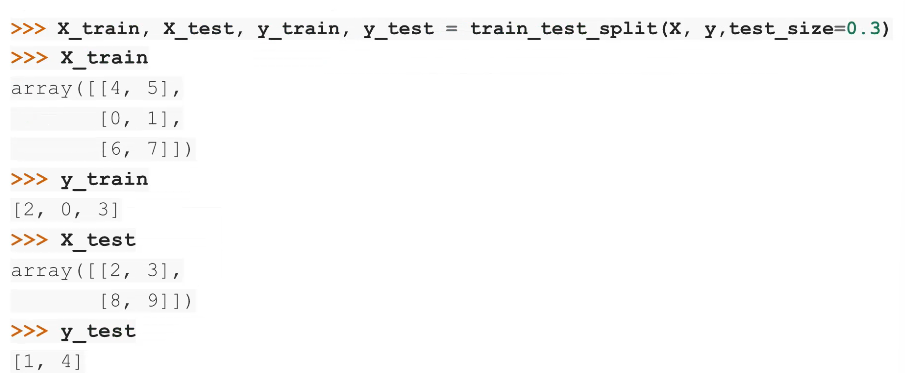 >>> X_train, X_test, y_train, y_test = train_test_split(X, y,test_size=0.3)
>>> X_train
array([[4, 5],
       [0, 1],
       [6, 7]])
>>> y_train
[2, 0, 3]
>>> X_test
array([[2, 3],
       [8, 9]])
>>> y_test
[1, 4]